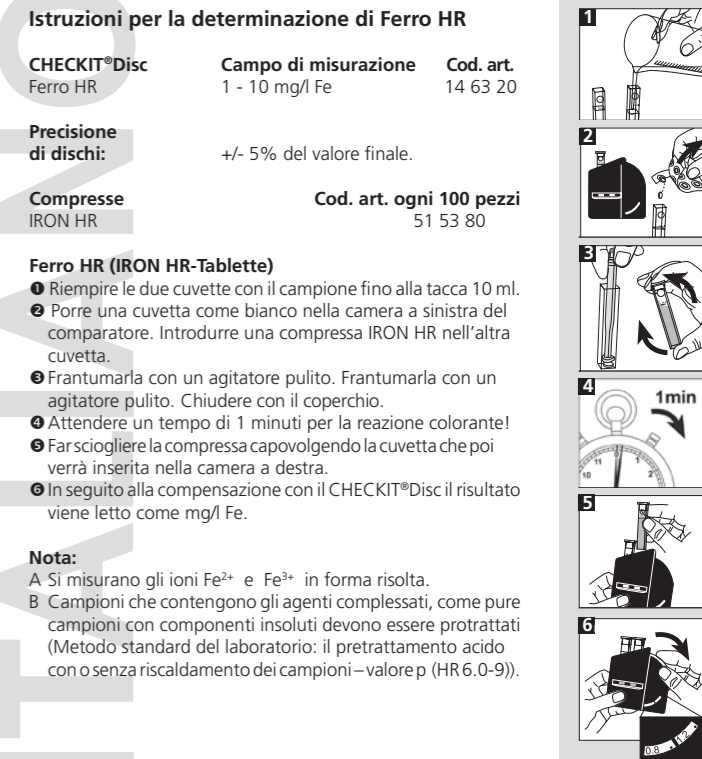 Istruzioni per la determinazione di Ferro HR
CHECKIT®Disc Campo di misurazione Cod. art.
Ferro HR 1 - 10 mg/l Fe 14 63 20
Precisione
di dischi: +/- 5% del valore finale.
Compresse Cod. art. ogni 100 pezzi
IRON HR 51 53 80
Ferro HR (IRON HR-Tablette)
❶ Riempire le due cuvette con il campione fino alla tacca 10 ml.
❷ Porre una cuvetta come bianco nella camera a sinistra del
comparatore. Introdurre una compressa IRON HR nell'altra
cuvetta.
❸ Frantumarla con un agitatore pulito. Frantumarla con un
agitatore pulito. Chiudere con il coperchio.
❹ Attendere un tempo di 1 minuti per la reazione colorante!
❺ Far sciogliere la compressa capovolgendo la cuvetta che poi
verrà inserita nella camera a destra.
❻ In seguito alla compensazione con il CHECKIT®Disc il risultato
viene letto come mg/l Fe.
Nota:
A Si misurano gli ioni Fe²⁺ e Fe³⁺ in forma risolta.
B Campioni che contengono gli agenti complessati, come pure
campioni con componenti insoluti devono essere protrattati
(Metodo standard del laboratorio: il pretrattamento acido
con o senza riscaldamento dei campioni – valore p (HR 6.0-9)).
ITALIANO
1
2
3
4
1min
11
10
1
2
5
6
0.8
1.2